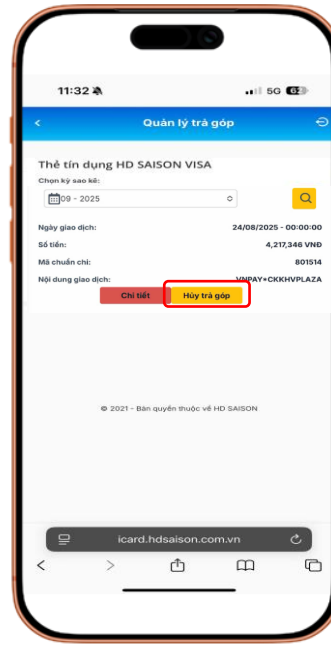 11:32
5G 62
Quản lý trả góp
Thẻ tín dụng HD SAISON VISA
Chọn kỳ sao kê:
09 - 2025
Ngày giao dịch: 24/08/2025 - 00:00:00
Số tiền: 4,217,346 VNĐ
Mã chuẩn chi: 801514
Nội dung giao dịch: VNPAY*CKKHVPLAZA
Chi tiết Hủy trả góp
© 2021 - Bản quyền thuộc về HD SAISON
icard.hdsaison.com.vn